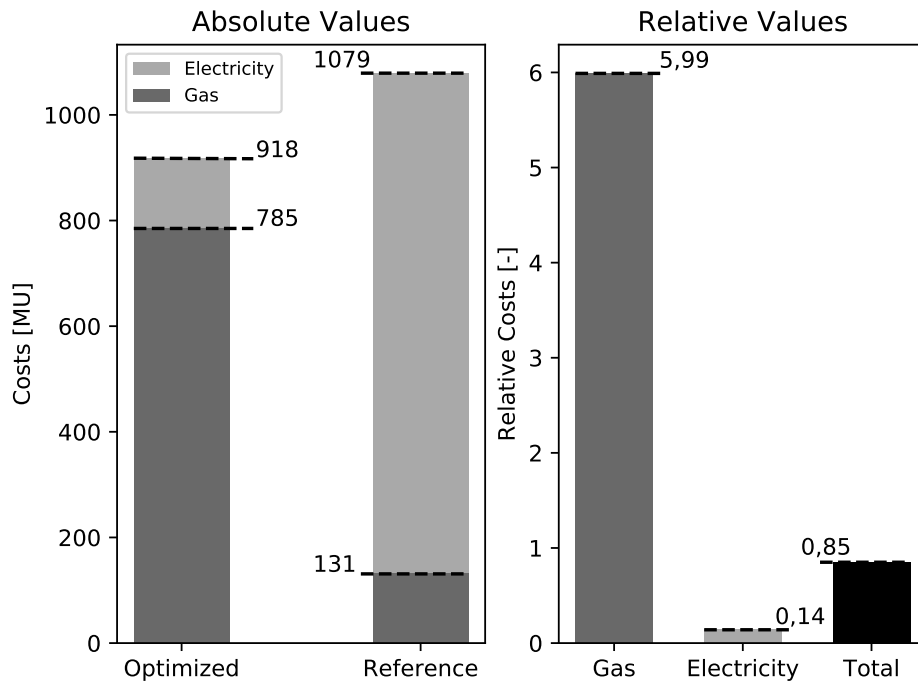 Absolute Values
Relative Values
Electricity
Gas
1079
918
785
131
Costs [MU]
1000
800
600
400
200
0
Optimized
Reference
5,99
0,85
0,14
Relative Costs [-]
6
5
4
3
2
1
0
Gas
Electricity
Total